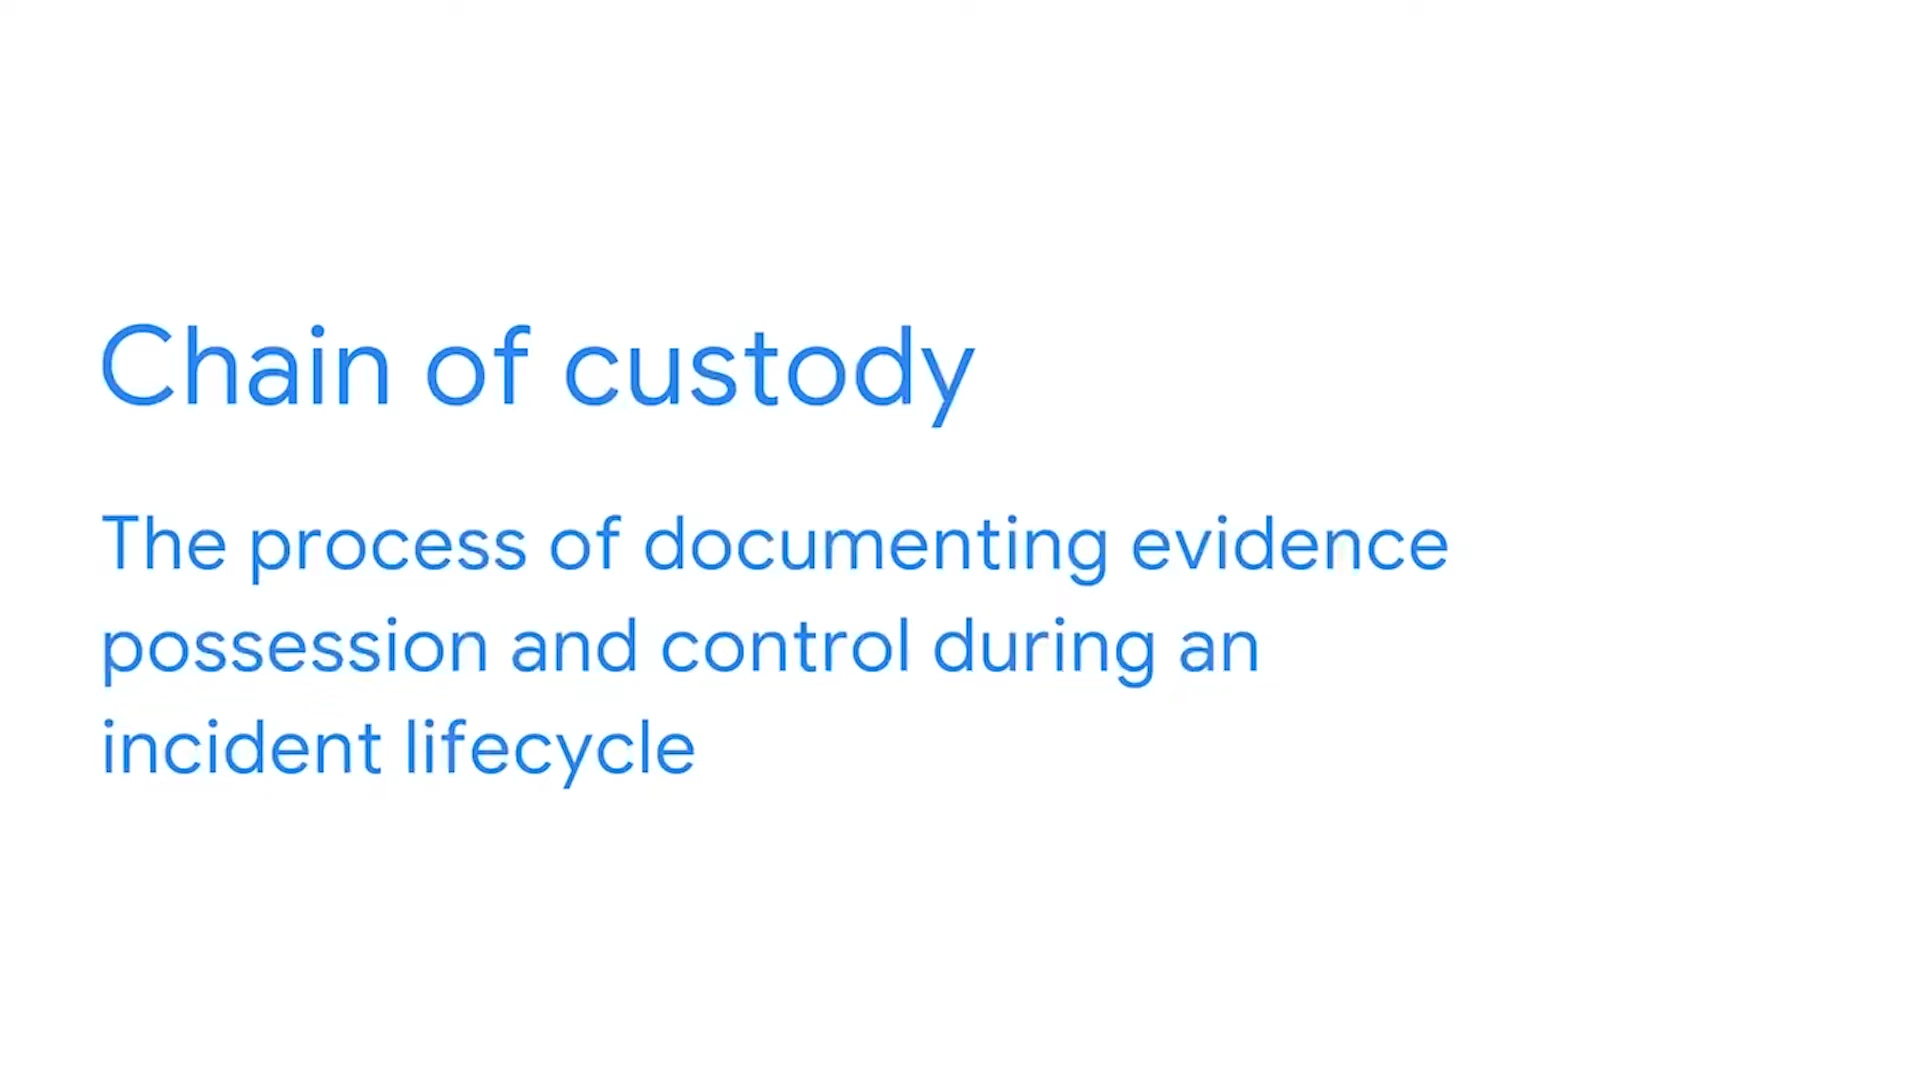 Chain of custody
The process of documenting evidence
possession and control during an
incident lifecycle